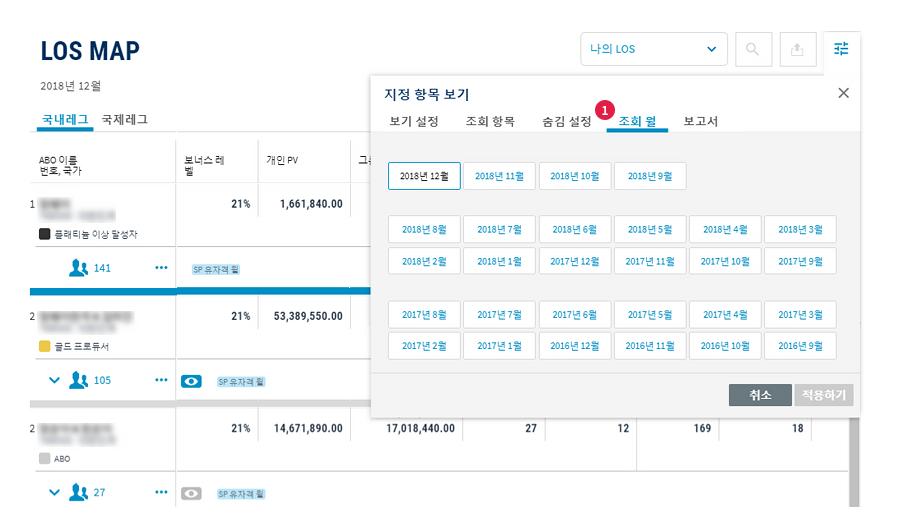 LOS MAP
나의 LOS
2018년 12월
지정 항목 보기
국내레그 국제레그
보기 설정 조회 항목 숨김 설정 1 조회 월 보고서
ABO 이름
번호, 국가
보너스 레
벨
개인 PV
2018년 12월 2018년 11월 2018년 10월 2018년 9월
1
21% 1,661,840.00
플래티늄 이상 달성자
2018년 8월 2018년 7월 2018년 6월 2018년 5월 2018년 4월 2018년 3월
141 SP 유자격 월
2018년 2월 2018년 1월 2017년 12월 2017년 11월 2017년 10월 2017년 9월
2
21% 53,389,550.00
골드 프로듀서
2017년 8월 2017년 7월 2017년 6월 2017년 5월 2017년 4월 2017년 3월
2017년 2월 2017년 1월 2016년 12월 2016년 11월 2016년 10월 2016년 9월
105 SP 유자격 월
취소 적용하기
2
21% 14,671,890.00 17,018,440.00 27 12 169 18
ABO
27 SP 유자격 월